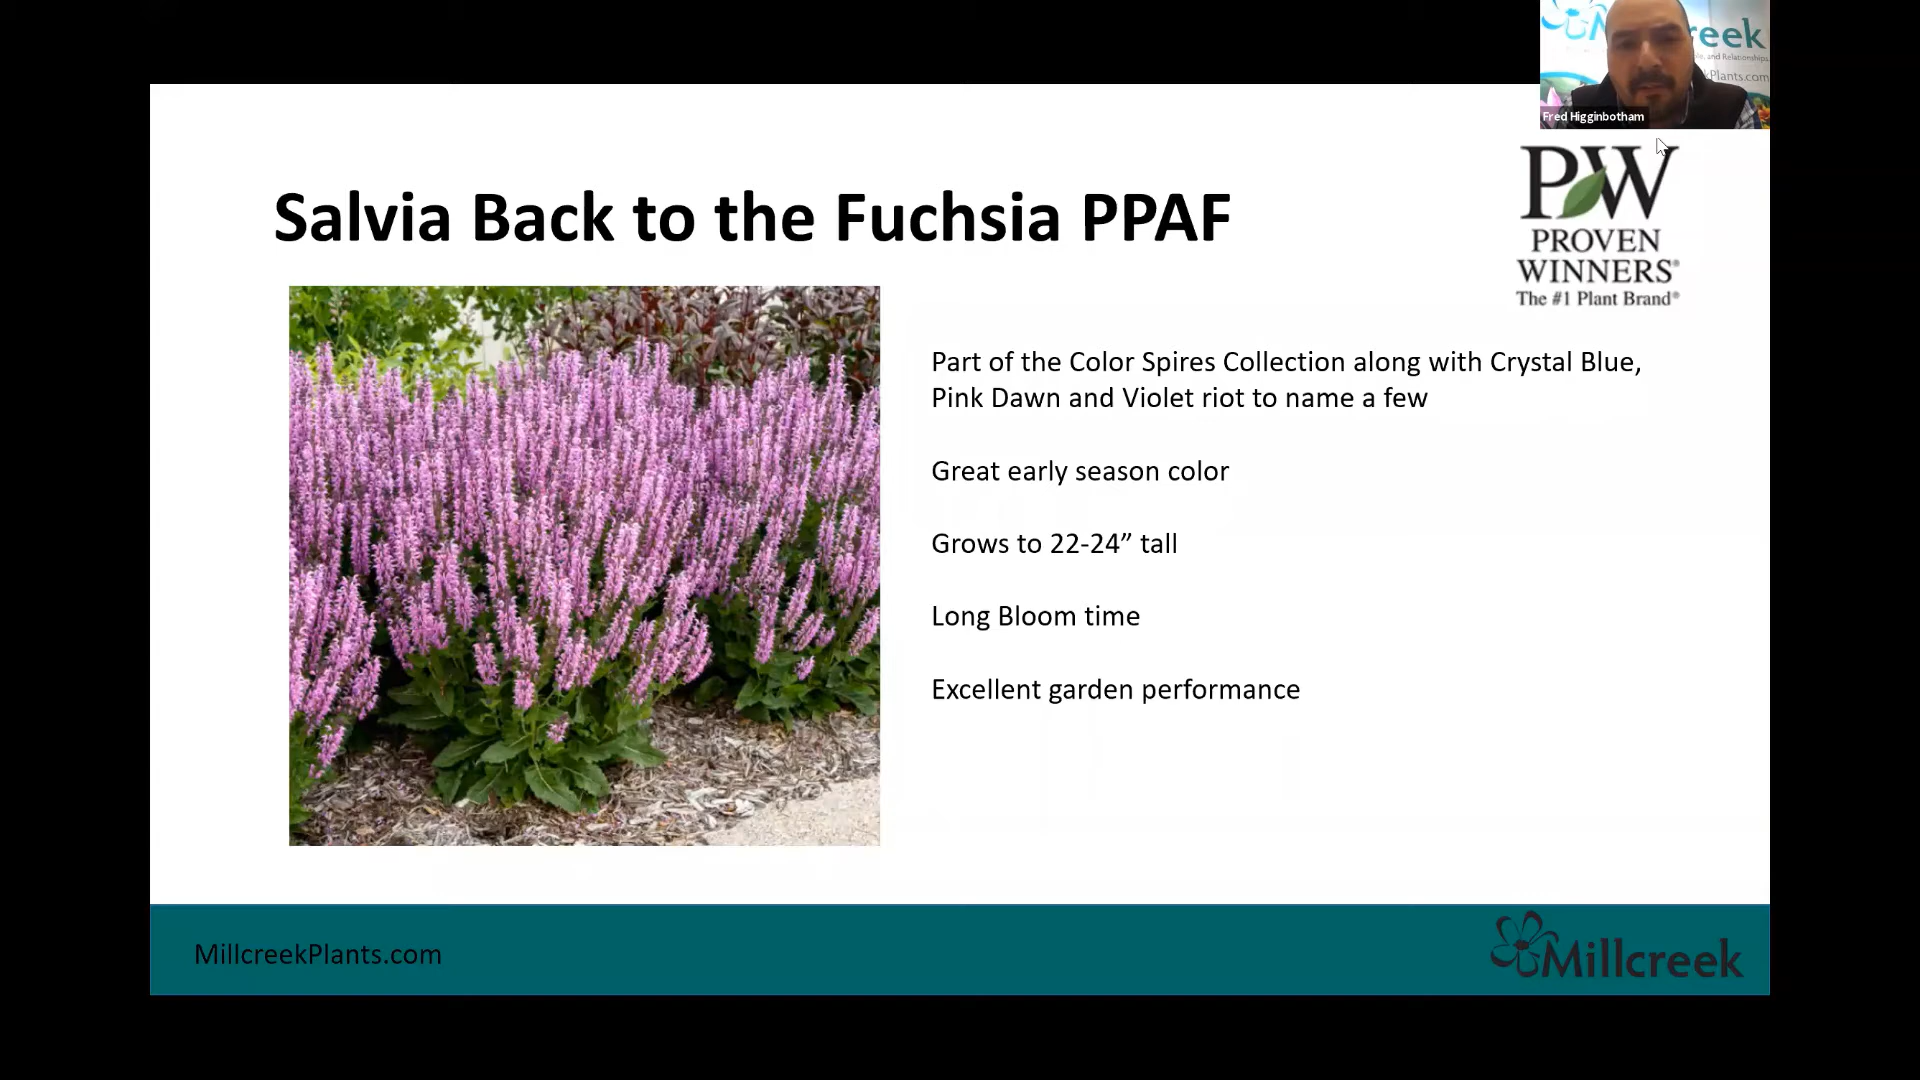 reek
Fred Higginbotham
Salvia Back to the Fuchsia PPAF
PW
PROVEN
WINNERS®
The #1 Plant Brand®
Part of the Color Spires Collection along with Crystal Blue,
Pink Dawn and Violet riot to name a few
Great early season color
Grows to 22-24” tall
Long Bloom time
Excellent garden performance
MillcreekPlants.com
Millcreek